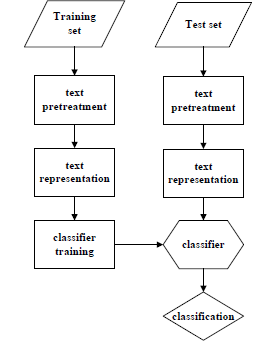 Training
set
Test set
text
pretreatment
text
pretreatment
text
representation
text
representation
classifier
training
classifier
classification